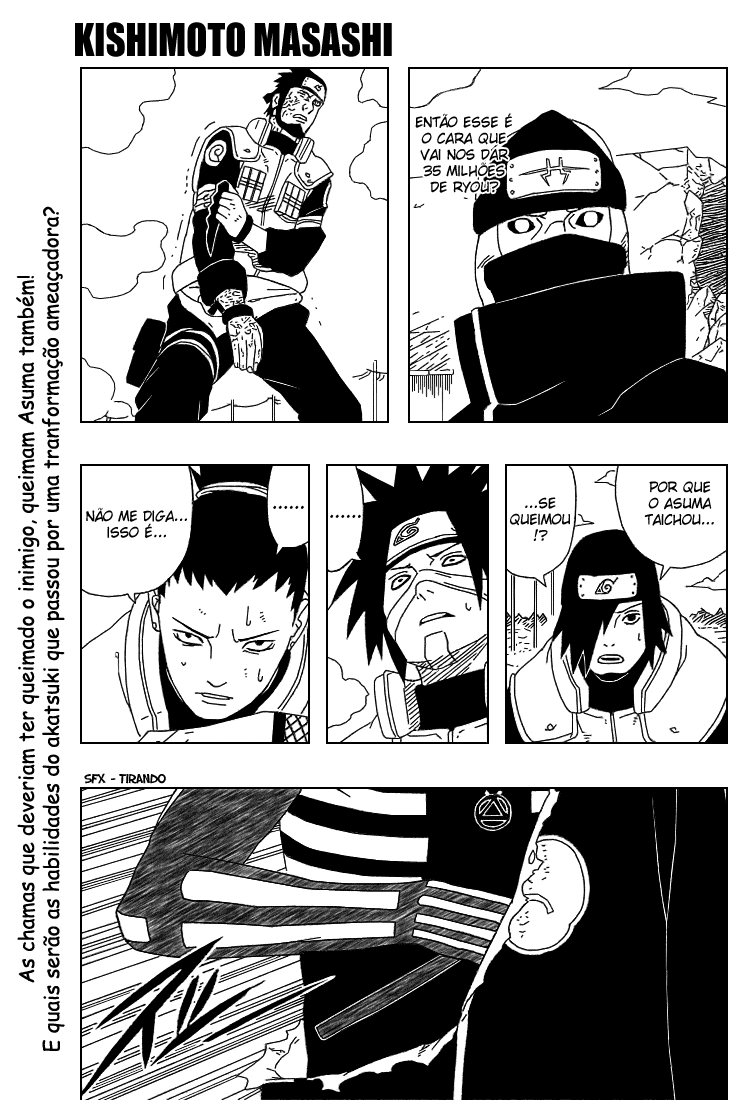 KISHIMOTO MASASHI
As chamas que deveriam ter queimado o inimigo, queimam Asuma também!
E quais serão as habilidades do akatsuki que passou por uma tranformação ameaçadora?
ENTÃO ESSE É
O CARA QUE
VAI NOS DAR
35 MILHÕES
DE RYOU?
POR QUE
O ASUMA
TAICHOU...
...SE
QUEIMOU
!?
.......
......
NÃO ME DIGA...
ISSO É...
SFX - TIRANDO
ズル